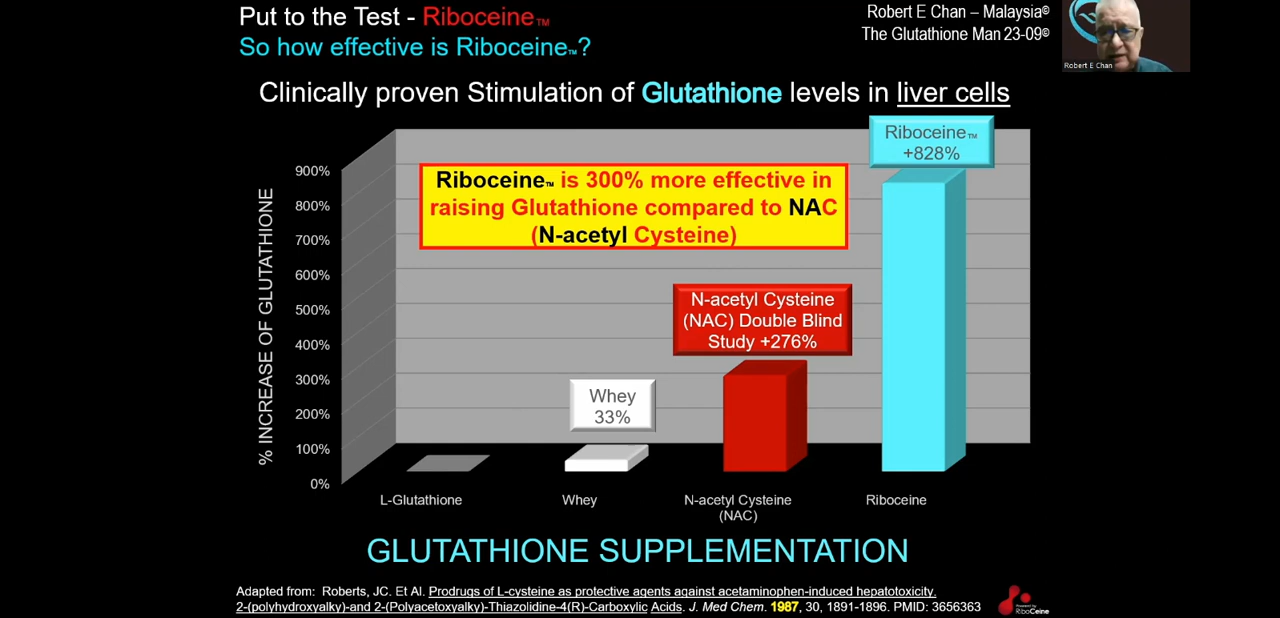 Put to the Test - Riboceine™
So how effective is Riboceine™?
Robert E Chan – Malaysia©
The Glutathione Man 23-09©
Robert E Chan
Clinically proven Stimulation of Glutathione levels in liver cells
Riboceine™
+828%
Riboceine™ is 300% more effective in
raising Glutathione compared to NAC
(N-acetyl Cysteine)
N-acetyl Cysteine
(NAC) Double Blind
Study +276%
Whey
33%
% INCREASE OF GLUTATHIONE
900%
800%
700%
600%
500%
400%
300%
200%
100%
0%
L-Glutathione
Whey
N-acetyl Cysteine
(NAC)
Riboceine
GLUTATHIONE SUPPLEMENTATION
Adapted from: Roberts, JC. Et Al. Prodrugs of L-cysteine as protective agents against acetaminophen-induced hepatotoxicity.
2-(polyhydroxyalky)-and 2-(Polyacetoxyalky)-Thiazolidine-4(R)-Carboxylic Acids. J. Med Chem. 1987, 30, 1891-1896. PMID: 3656363
Powered by
RiboCeine